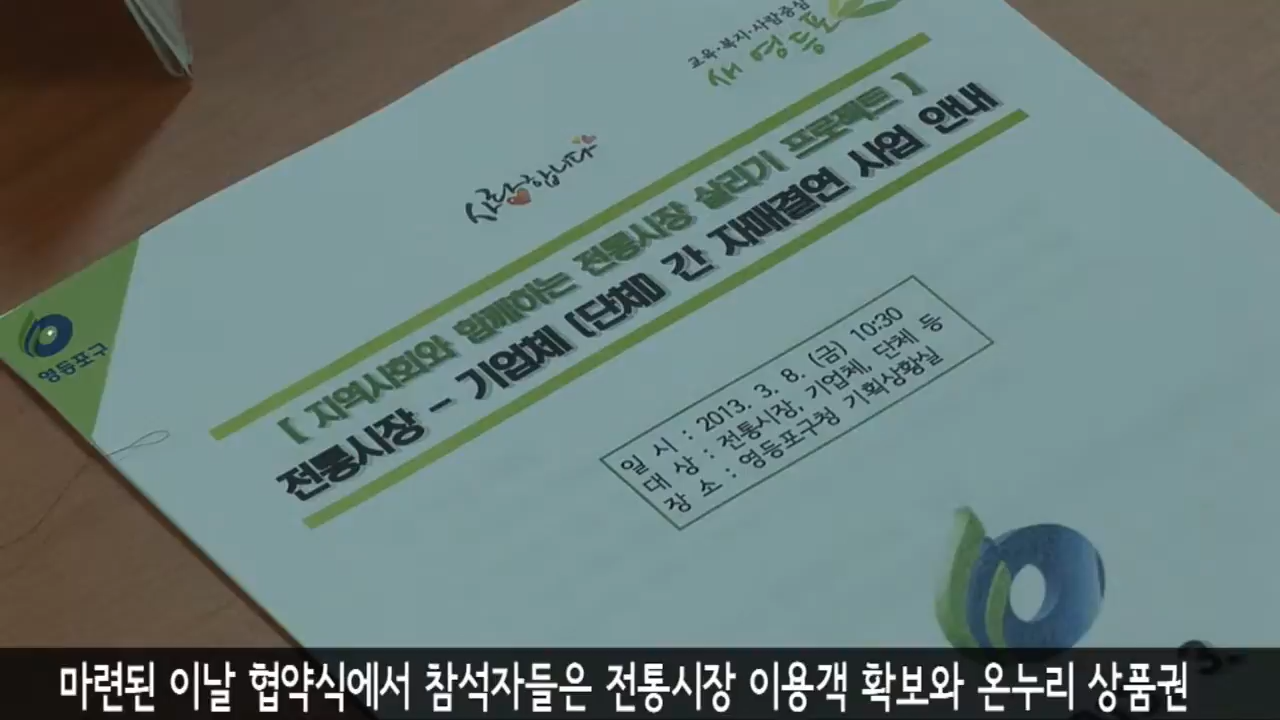 교육·복지·사람중심
새 영등포
사랑합니다
[ 지역사회와 함께하는 전통시장 살리기 프로젝트 ]
전통시장 - 기업체 [단체] 간 자매결연 사업 안내
영등포구
일 시 : 2013. 3. 8. (금) 10:30
대 상 : 전통시장, 기업체, 단체 등
장 소 : 영등포구청 기획상황실
마련된 이날 협약식에서 참석자들은 전통시장 이용객 확보와 온누리 상품권